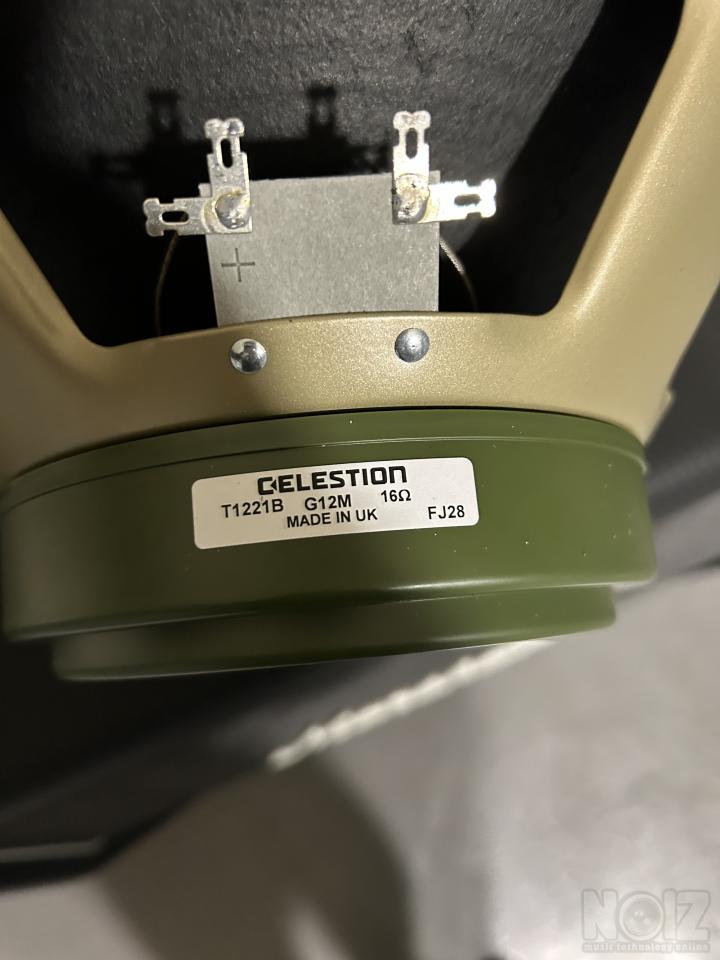 +
CELESTION
T1221B G12M 16Ω
MADE IN UK FJ28
NOIZ
music technology online